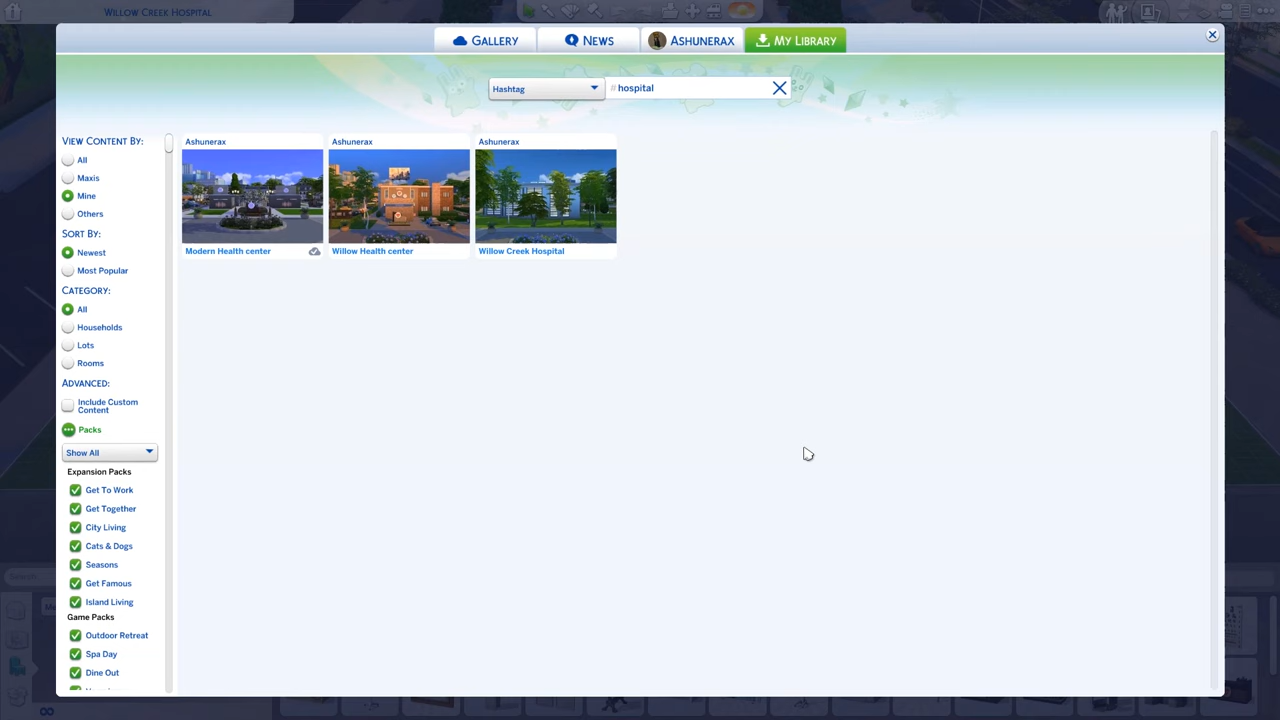 Willow Creek Hospital
Gallery
News
Ashunerax
My Library
Hashtag
# hospital
View Content By:
All
Maxis
Mine
Others
Sort By:
Newest
Most Popular
Category:
All
Households
Lots
Rooms
Advanced:
Include Custom
Content
Packs
Show All
Expansion Packs
Get To Work
Get Together
City Living
Cats & Dogs
Seasons
Get Famous
Island Living
Game Packs
Outdoor Retreat
Spa Day
Dine Out
Ashunerax
Modern Health center
Ashunerax
Willow Health center
Ashunerax
Willow Creek Hospital